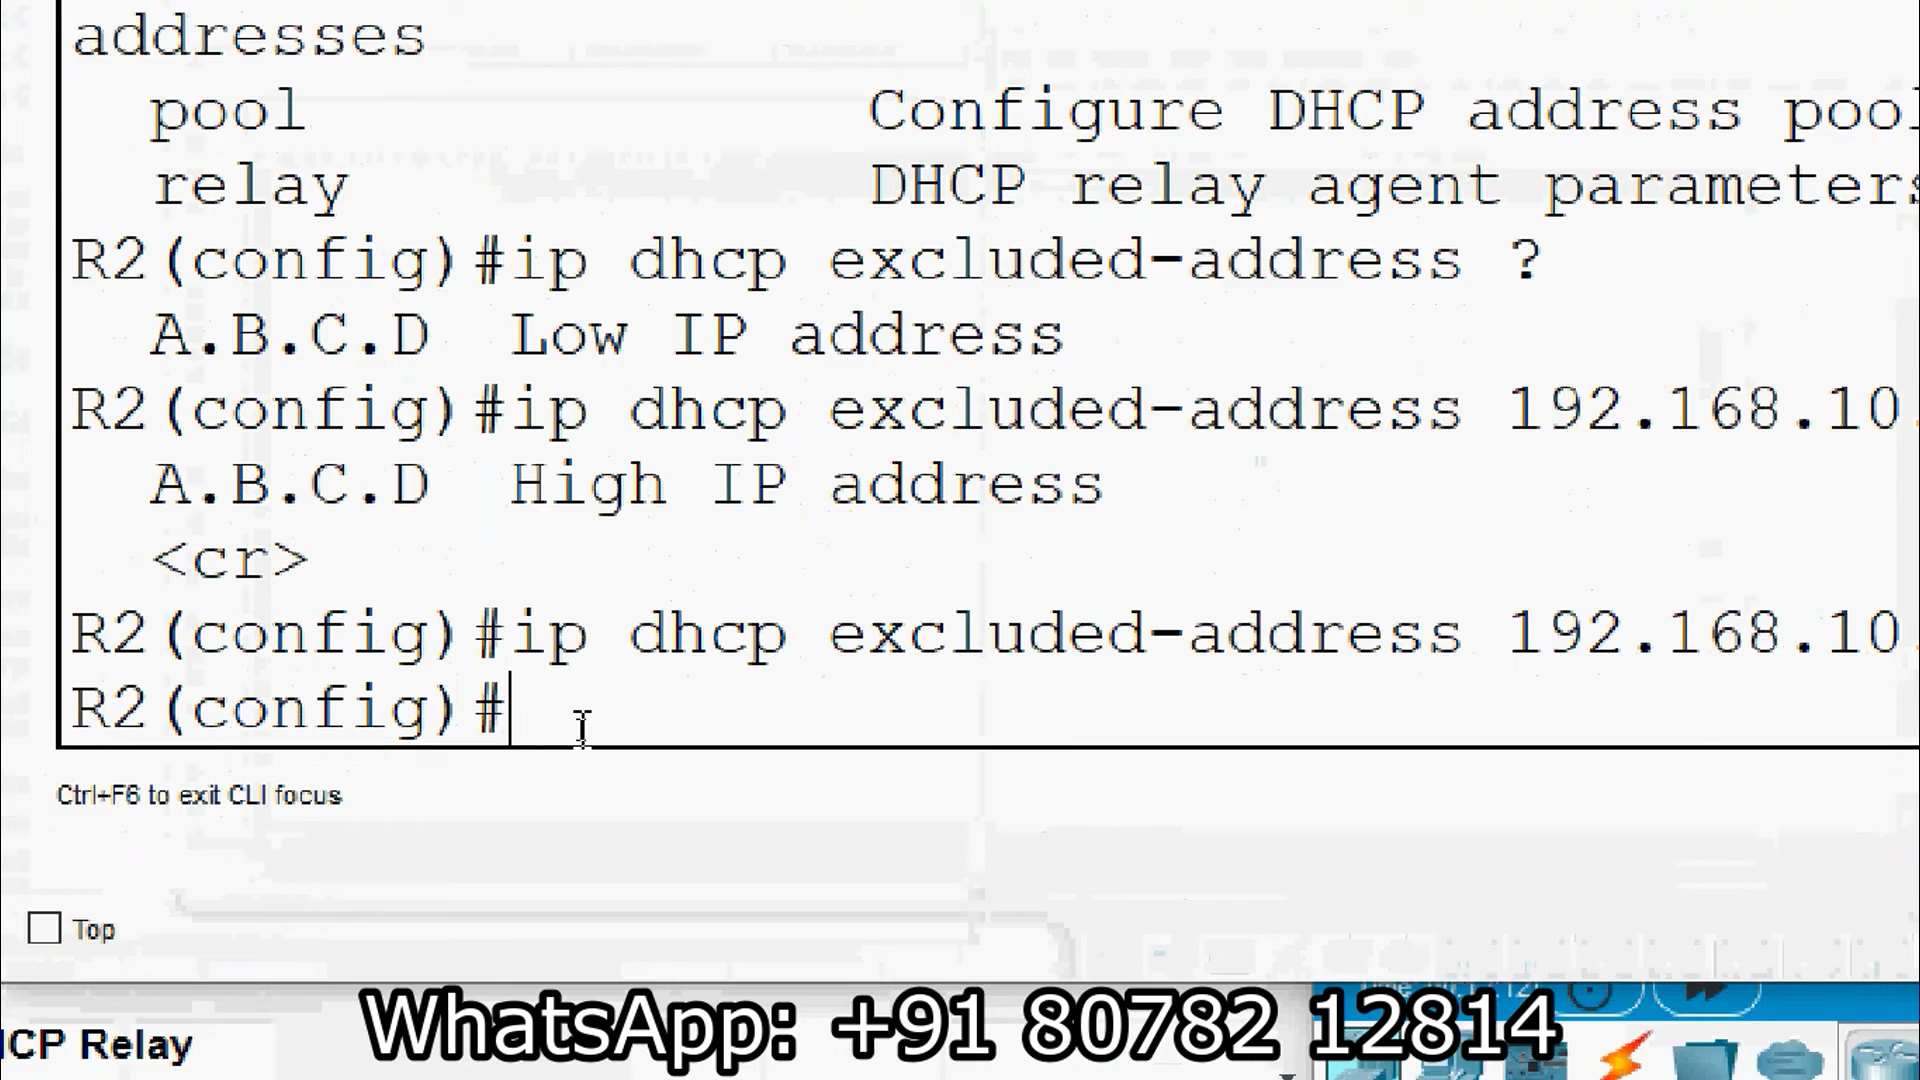 addresses
pool Configure DHCP address pool
relay DHCP relay agent parameters
R2(config)#ip dhcp excluded-address ?
A.B.C.D Low IP address
R2(config)#ip dhcp excluded-address 192.168.10.
A.B.C.D High IP address
<cr>
R2(config)#ip dhcp excluded-address 192.168.10.
R2(config)#
Ctrl+F6 to exit CLI focus
Top
WhatsApp: +91 80782 12814
CP Relay